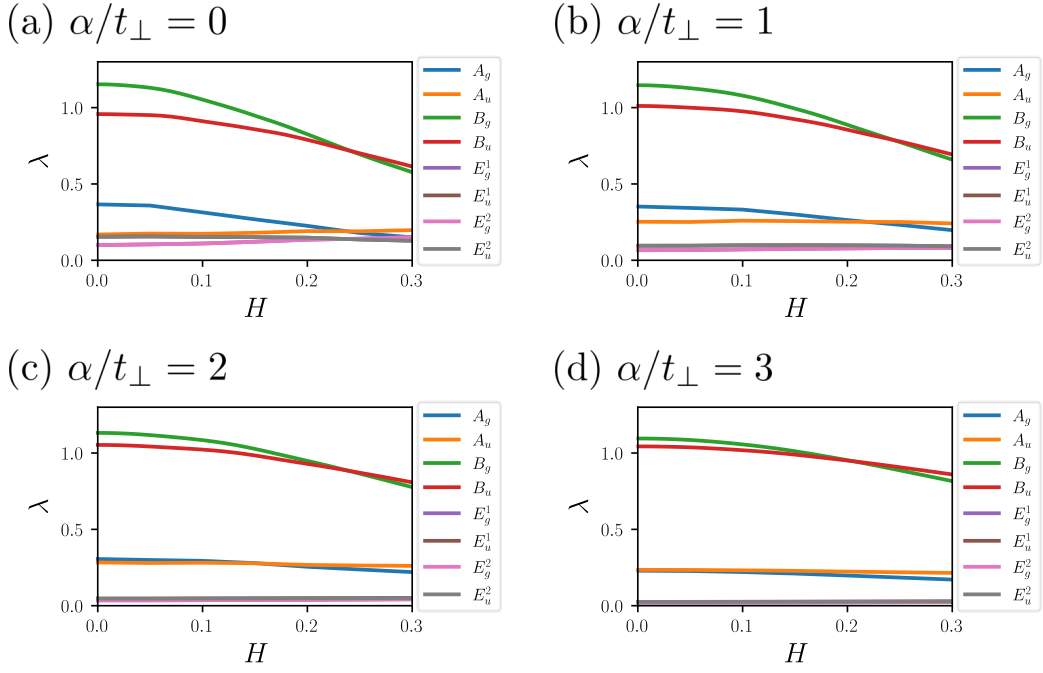 (a) α/t⊥ = 0
λ
1.0
0.5
0.0
0.0 0.1 0.2 0.3
H
A_g
A_u
B_g
B_u
E_g^1
E_u^1
E_g^2
E_u^2
(b) α/t⊥ = 1
λ
1.0
0.5
0.0
0.0 0.1 0.2 0.3
H
A_g
A_u
B_g
B_u
E_g^1
E_u^1
E_g^2
E_u^2
(c) α/t⊥ = 2
λ
1.0
0.5
0.0
0.0 0.1 0.2 0.3
H
A_g
A_u
B_g
B_u
E_g^1
E_u^1
E_g^2
E_u^2
(d) α/t⊥ = 3
λ
1.0
0.5
0.0
0.0 0.1 0.2 0.3
H
A_g
A_u
B_g
B_u
E_g^1
E_u^1
E_g^2
E_u^2